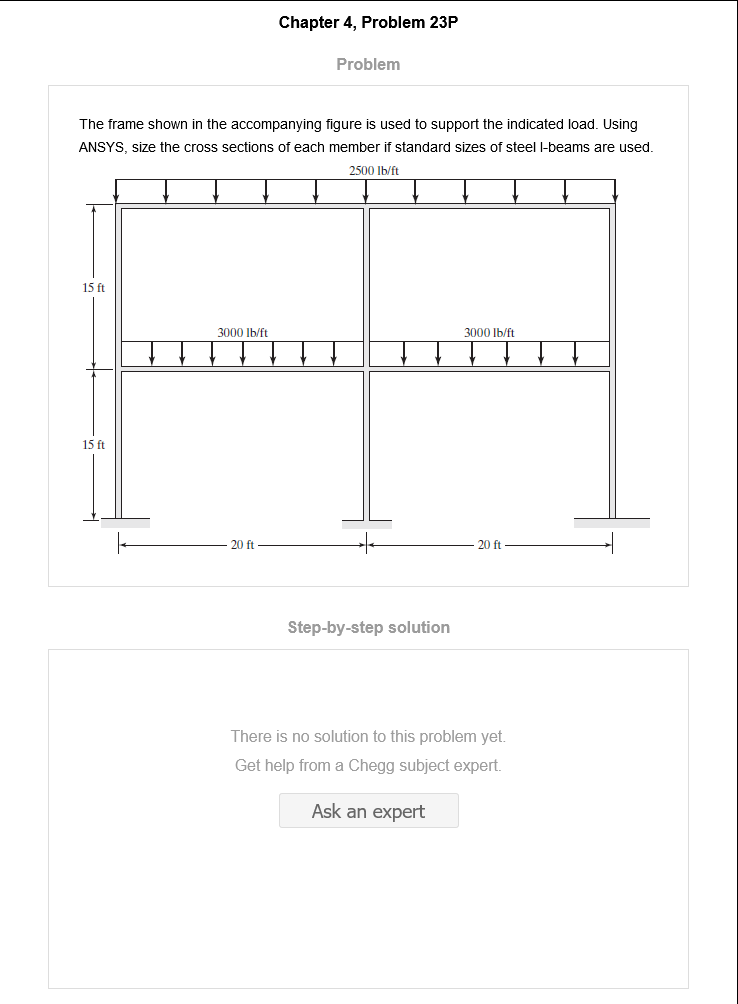 Chapter 4, Problem 23P
Problem
The frame shown in the accompanying figure is used to support the indicated load. Using
ANSYS, size the cross sections of each member if standard sizes of steel I-beams are used.
2500 lb/ft
15 ft
3000 lb/ft
3000 lb/ft
15 ft
20 ft
20 ft
Step-by-step solution
There is no solution to this problem yet.
Get help from a Chegg subject expert.
Ask an expert